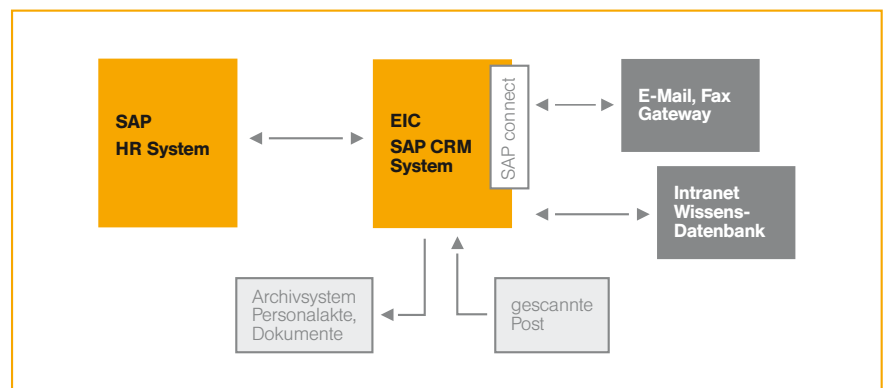 SAP
HR System
EIC
SAP CRM
System
SAP connect
E-Mail, Fax
Gateway
Intranet
Wissens-
Datenbank
Archivsystem
Personalakte,
Dokumente
gescannte
Post